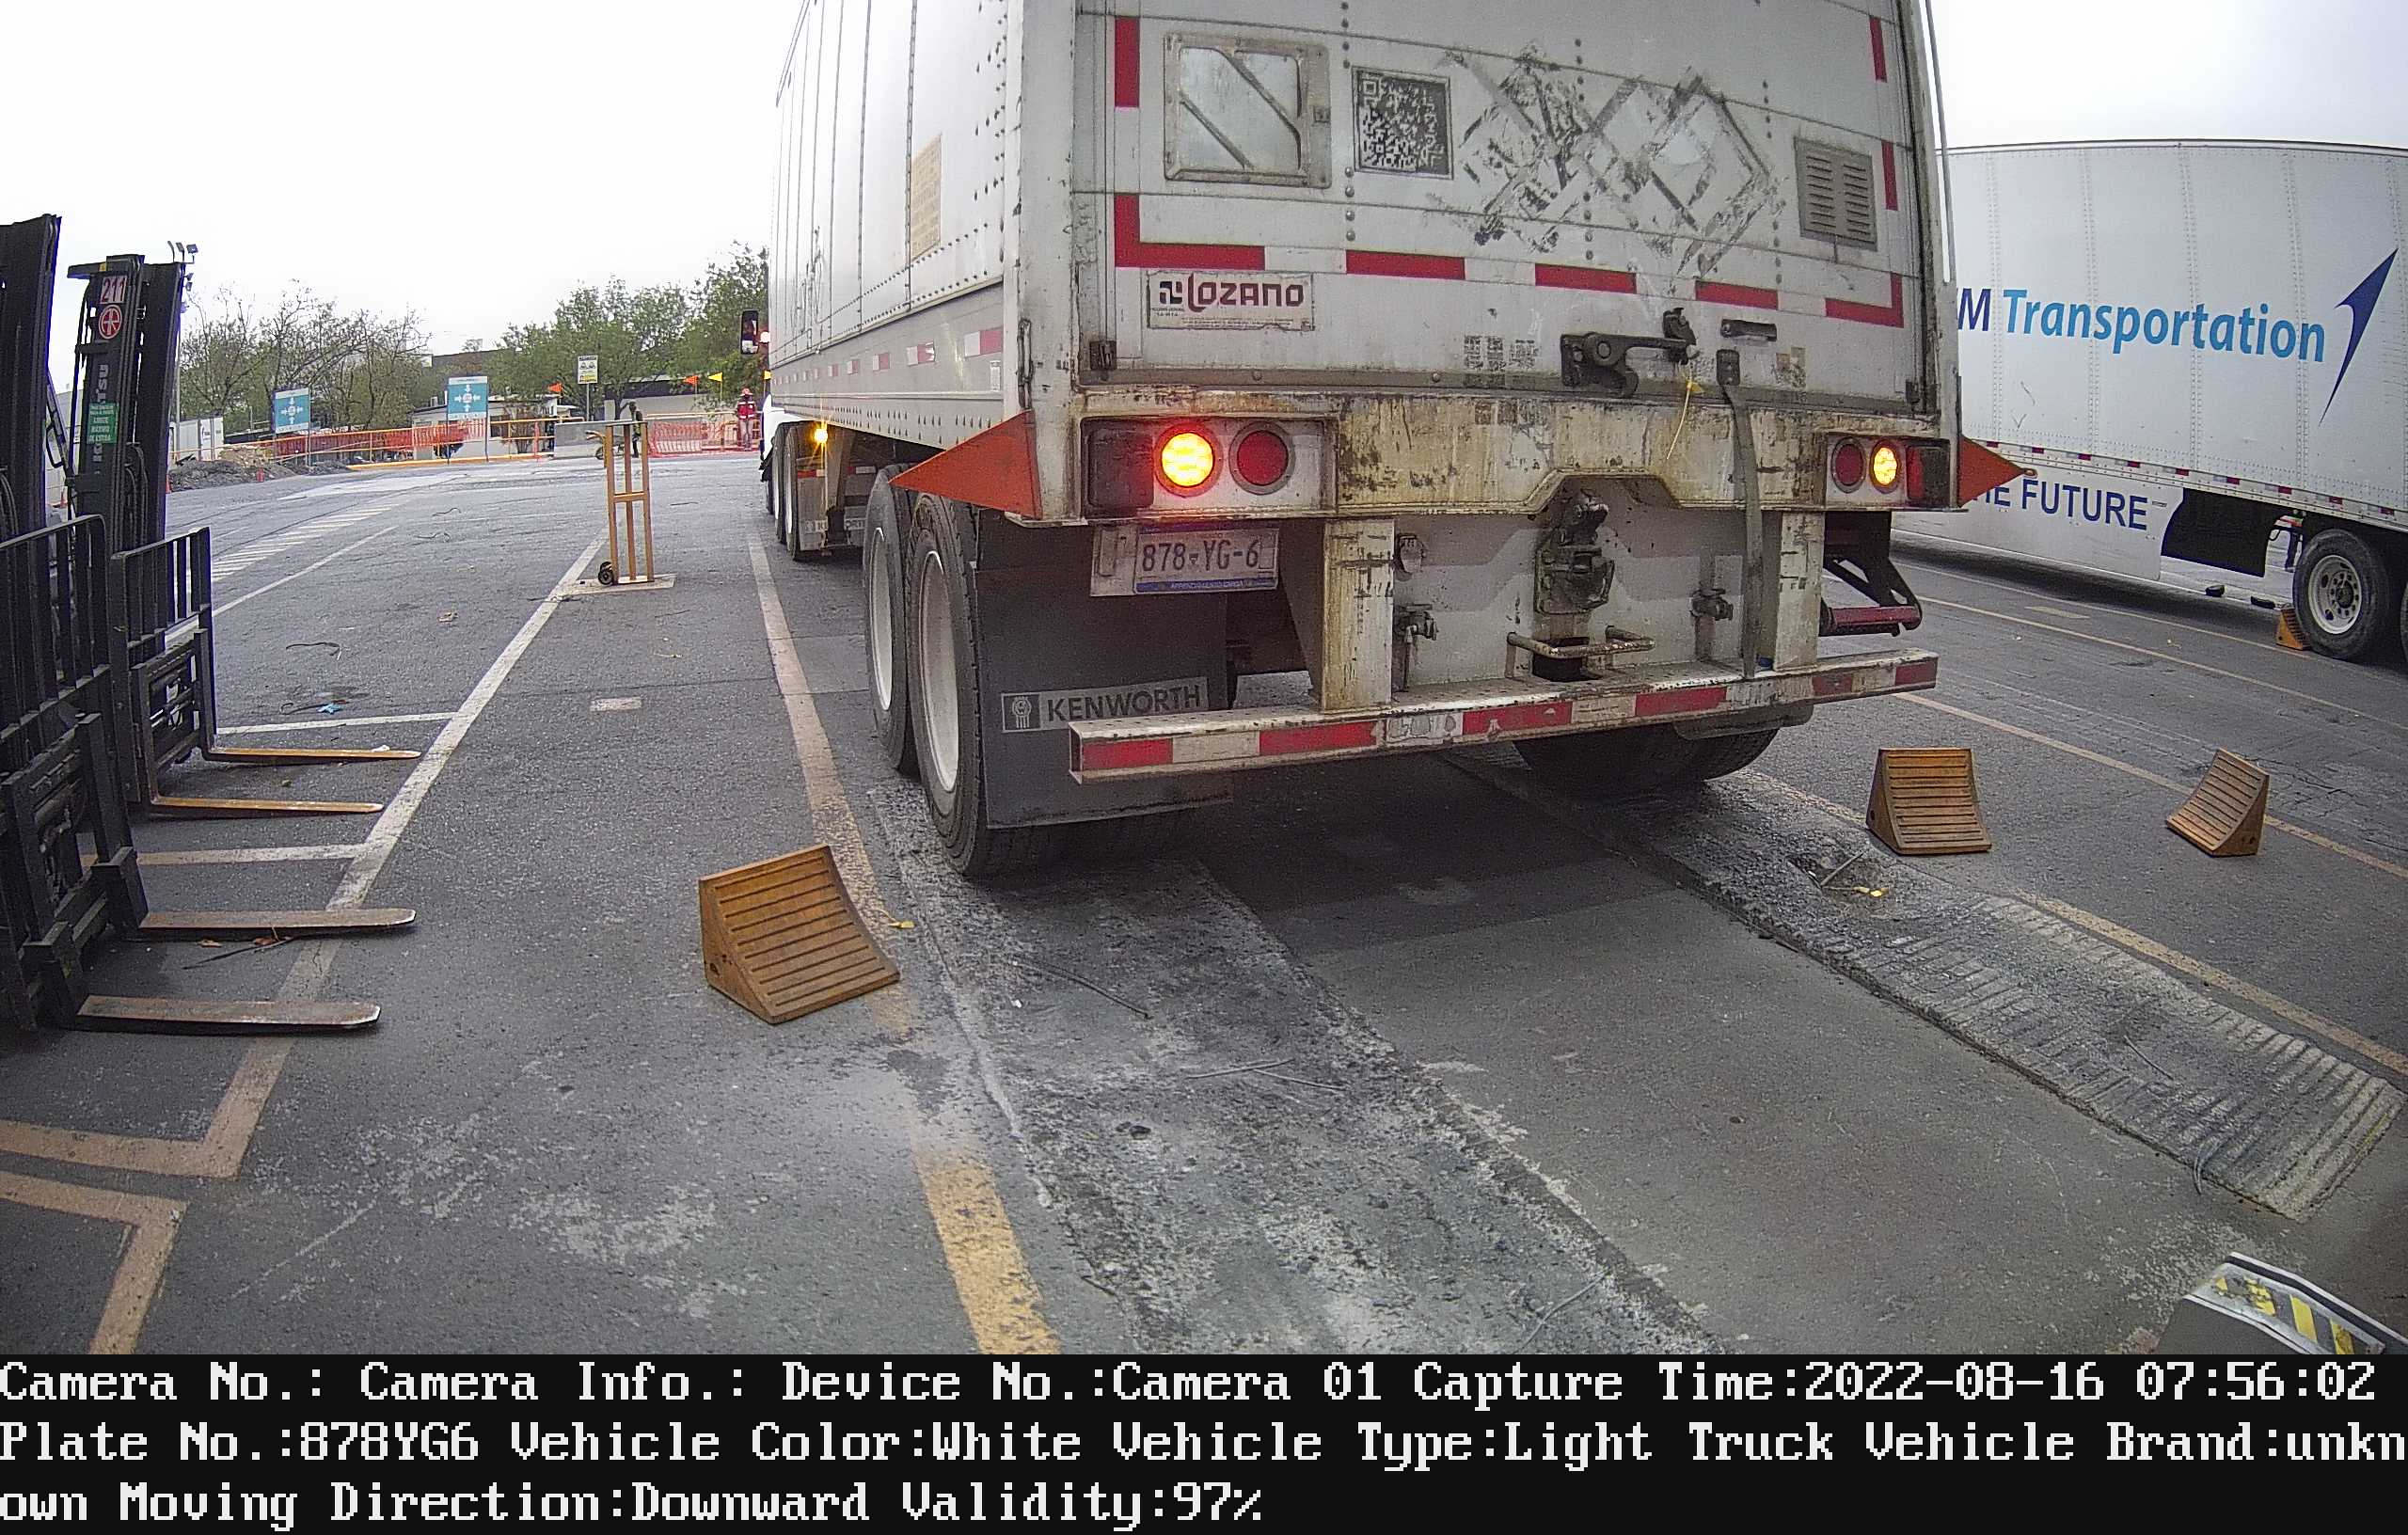 211
LOZANO
M Transportation
THE FUTURE
878-YG-6
KENWORTH
Camera No.: Camera Info.: Device No.:Camera 01 Capture Time:2022-08-16 07:56:02
Plate No.:878YG6 Vehicle Color:White Vehicle Type:Light Truck Vehicle Brand:unkn
own Moving Direction:Downward Validity:97%